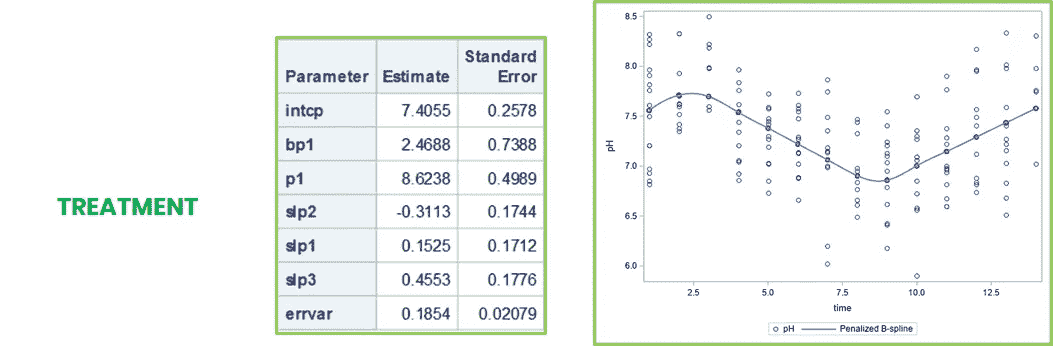 TREATMENT
Parameter Estimate Standard Error
intcp 7.4055 0.2578
bp1 2.4688 0.7388
p1 8.6238 0.4989
slp2 -0.3113 0.1744
slp1 0.1525 0.1712
slp3 0.4553 0.1776
errvar 0.1854 0.02079
8.5
8.0
7.5
7.0
6.5
6.0
pH
2.5 5.0 7.5 10.0 12.5
time
pH Penalized B-spline